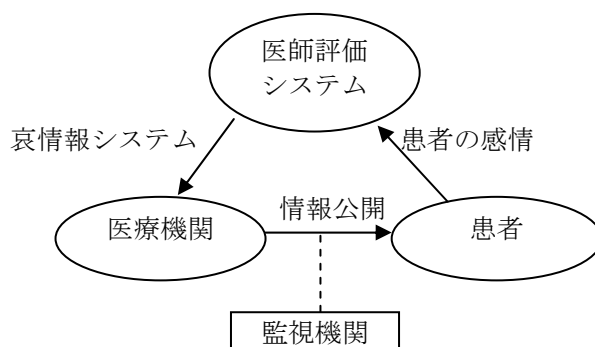 医師評価
システム
哀情報システム
患者の感情
医療機関
情報公開
患者
監視機関